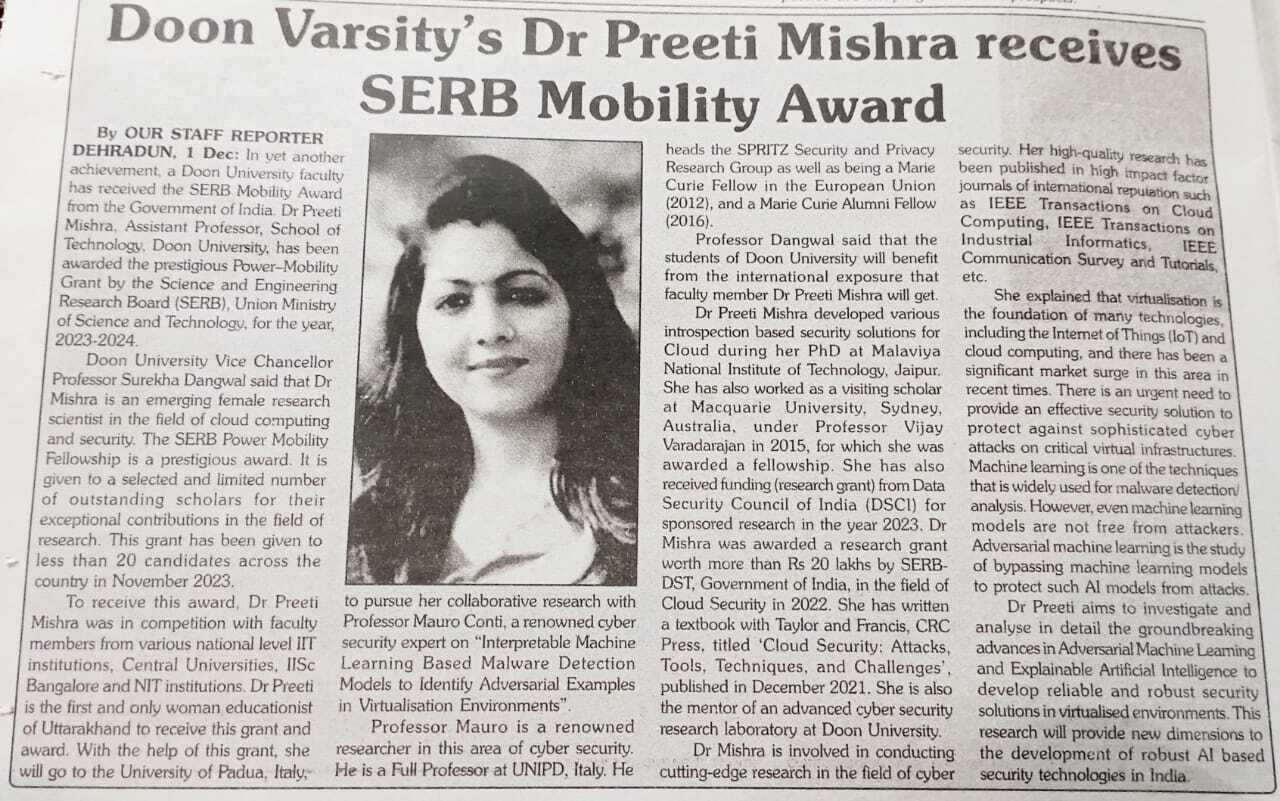 Doon Varsity's Dr Preeti Mishra receives
SERB Mobility Award
By OUR STAFF REPORTER
DEHRADUN, 1 Dec: In yet another
achievement, a Doon University faculty
has received the SERB Mobility Award
from the Government of India. Dr Preeti
Mishra, Assistant Professor, School of
Technology, Doon University, has been
awarded the prestigious Power–Mobility
Grant by the Science and Engineering
Research Board (SERB), Union Ministry
of Science and Technology, for the year,
2023-2024.
Doon University Vice Chancellor
Professor Surekha Dangwal said that Dr
Mishra is an emerging female research
scientist in the field of cloud computing
and security. The SERB Power Mobility
Fellowship is a prestigious award. It is
given to a selected and limited number
of outstanding scholars for their
exceptional contributions in the field of
research. This grant has been given to
less than 20 candidates across the
country in November 2023.
To receive this award, Dr Preeti
Mishra was in competition with faculty
members from various national level IIT
institutions, Central Universities, IISc
Bangalore and NIT institutions. Dr Preeti
is the first and only woman educationist
of Uttarakhand to receive this grant and
award. With the help of this grant, she
will go to the University of Padua, Italy,
to pursue her collaborative research with
Professor Mauro Conti, a renowned cyber
security expert on "Interpretable Machine
Learning Based Malware Detection
Models to Identify Adversarial Examples
in Virtualisation Environments".
Professor Mauro is a renowned
researcher in this area of cyber security.
He is a Full Professor at UNIPD, Italy. He
heads the SPRITZ Security and Privacy
Research Group as well as being a Marie
Curie Fellow in the European Union
(2012), and a Marie Curie Alumni Fellow
(2016).
Professor Dangwal said that the
students of Doon University will benefit
from the international exposure that
faculty member Dr Preeti Mishra will get.
Dr Preeti Mishra developed various
introspection based security solutions for
Cloud during her PhD at Malaviya
National Institute of Technology, Jaipur.
She has also worked as a visiting scholar
at Macquarie University, Sydney,
Australia, under Professor Vijay
Varadarajan in 2015, for which she was
awarded a fellowship. She has also
received funding (research grant) from Data
Security Council of India (DSCI) for
sponsored research in the year 2023. Dr
Mishra was awarded a research grant
worth more than Rs 20 lakhs by SERB-
DST, Government of India, in the field of
Cloud Security in 2022. She has written
a textbook with Taylor and Francis, CRC
Press, titled 'Cloud Security: Attacks,
Tools, Techniques, and Challenges',
published in December 2021. She is also
the mentor of an advanced cyber security
research laboratory at Doon University.
Dr Mishra is involved in conducting
cutting-edge research in the field of cyber
security. Her high-quality research has
been published in high impact factor
journals of international reputation such
as IEEE Transactions on Cloud
Computing, IEEE Transactions on
Industrial Informatics, IEEE
Communication Survey and Tutorials,
etc.
She explained that virtualisation is
the foundation of many technologies,
including the Internet of Things (IoT) and
cloud computing, and there has been a
significant market surge in this area in
recent times. There is an urgent need to
provide an effective security solution to
protect against sophisticated cyber
attacks on critical virtual infrastructures.
Machine learning is one of the techniques
that is widely used for malware detection/
analysis. However, even machine learning
models are not free from attackers.
Adversarial machine learning is the study
of bypassing machine learning models
to protect such AI models from attacks.
Dr Preeti aims to investigate and
analyse in detail the groundbreaking
advances in Adversarial Machine Learning
and Explainable Artificial Intelligence to
develop reliable and robust security
solutions in virtualised environments. This
research will provide new dimensions to
the development of robust AI based
security technologies in India.